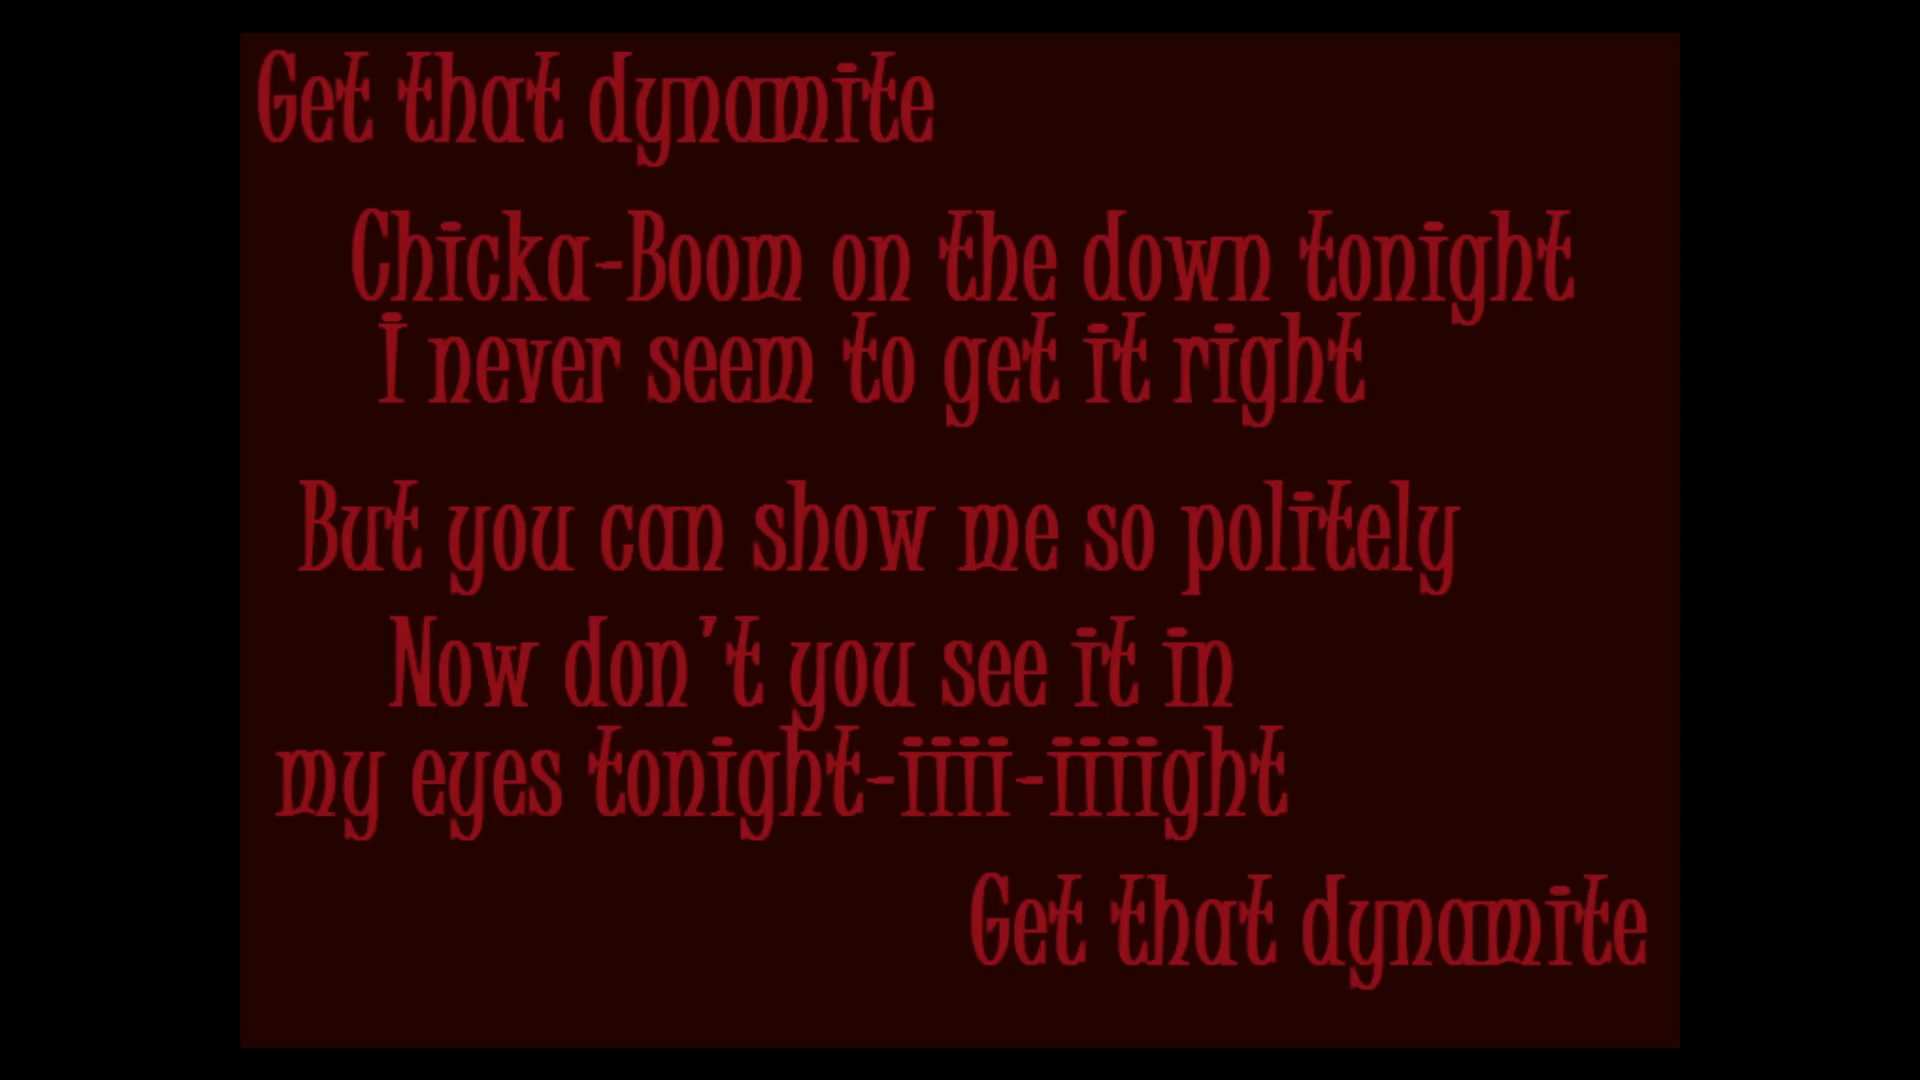 Get that dynamite
Chicka-Boom on the down tonight
I never seem to get it right
But you can show me so politely
Now don't you see it in
my eyes tonight-iiii-iiiight
Get that dynamite